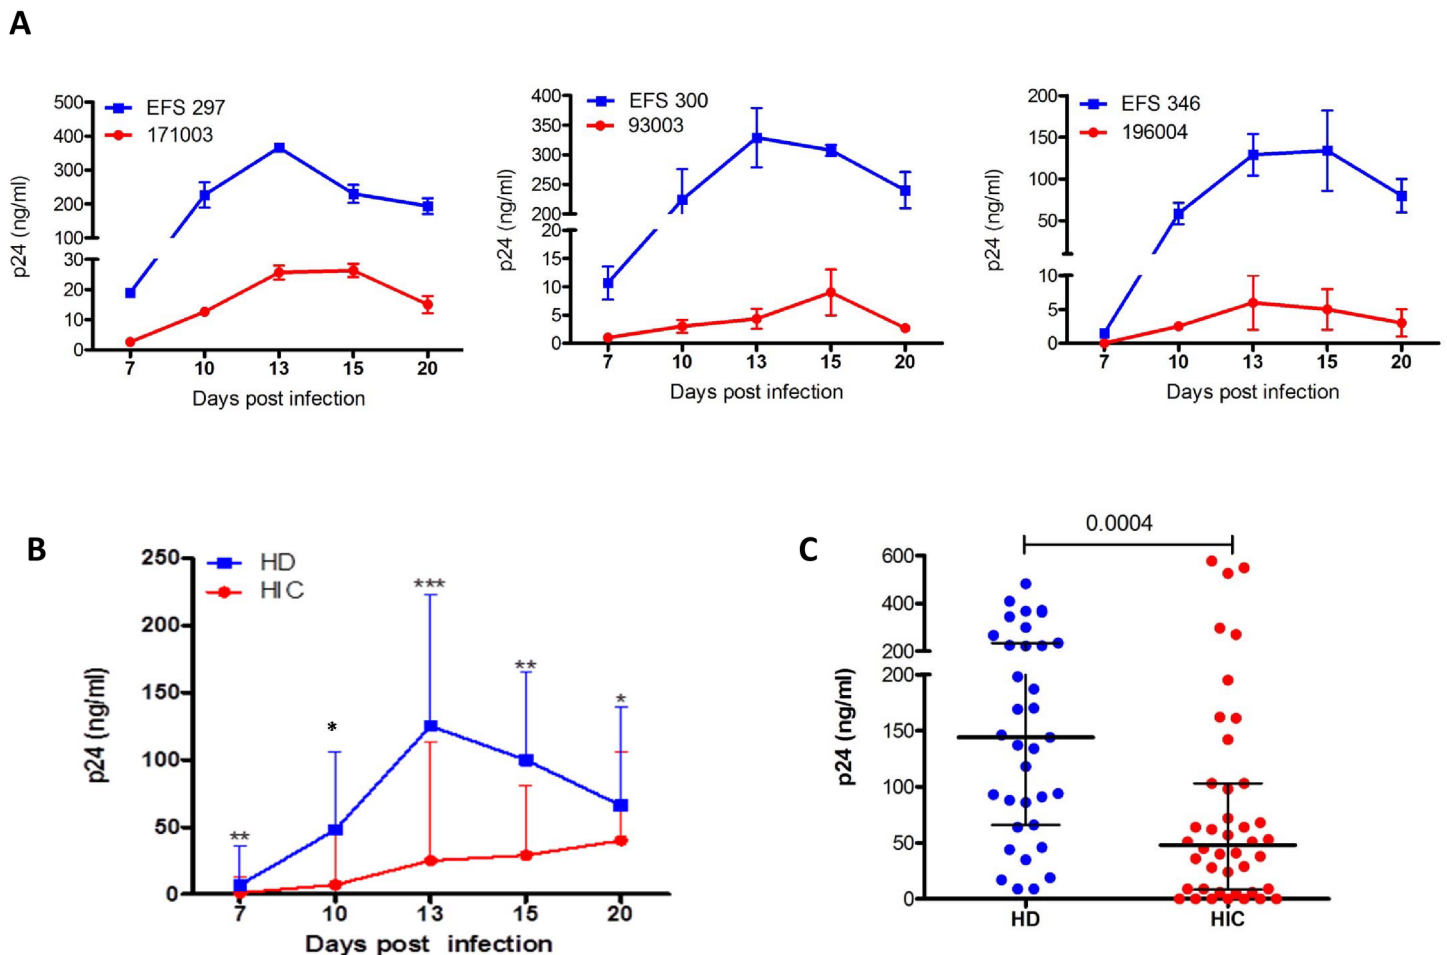 A
EFS 297
171003
500
400
300
200
100
30
20
10
0
p24 (ng/ml)
7 10 13 15 20
Days post infection
EFS 300
93003
400
350
300
250
200
20
15
10
5
0
p24 (ng/ml)
7 10 13 15 20
Days post infection
EFS 346
196004
200
150
100
50
10
5
0
p24 (ng/ml)
7 10 13 15 20
Days post infection
B
HD
HIC
250
200
150
100
50
0
p24 (ng/ml)
** * *** ** *
7 10 13 15 20
Days post infection
C
0.0004
600
400
200
200
150
100
50
0
p24 (ng/ml)
HD HIC